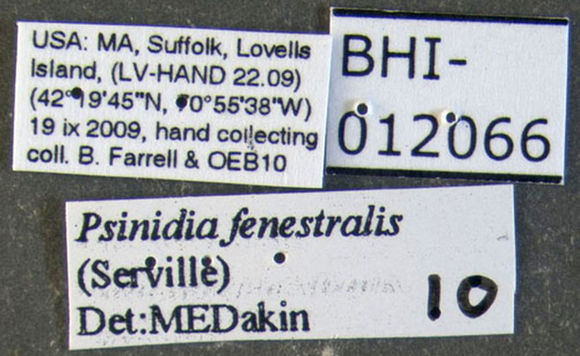 USA: MA, Suffolk, Lovells
Island, (LV-HAND 22.09)
(42°19'45"N, 70°55'38"W)
19 ix 2009, hand collecting
coll. B. Farrell & OEB10
BHI-
012066
Psinidia fenestralis
(Serville)
Det:MEDakin
10